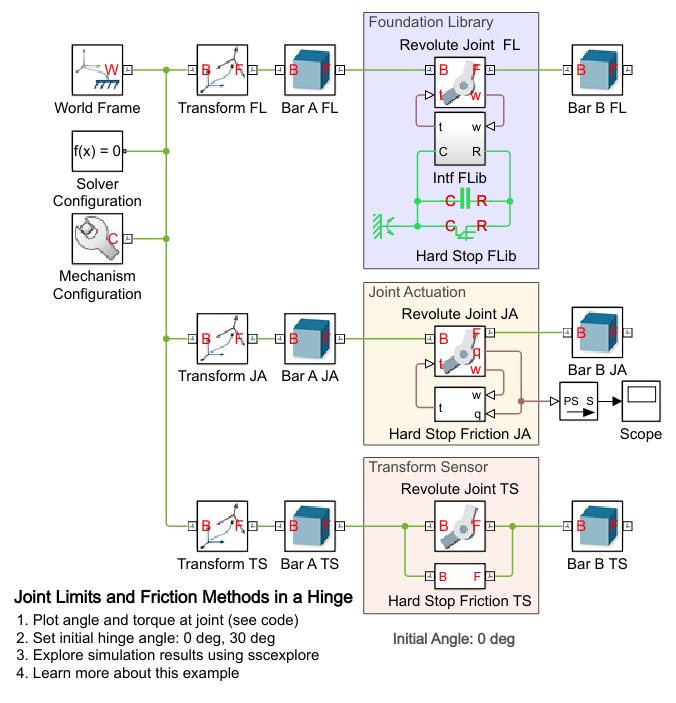 Foundation Library
Revolute Joint FL
W
B F
B F
B F
B F
t w
World Frame
Transform FL
Bar A FL
Bar B FL
t w
f(x) = 0
C R
Solver
Configuration
Intf FLib
C R
C R
C
Hard Stop FLib
Mechanism
Configuration
Joint Actuation
Revolute Joint JA
B F
B F
B F
q
B F
t w
Transform JA
Bar A JA
Bar B JA
w
t
q
PS S
Hard Stop Friction JA
Scope
Transform Sensor
Revolute Joint TS
B F
B F
B F
B F
Transform TS
Bar A TS
Bar B TS
B F
Hard Stop Friction TS
Joint Limits and Friction Methods in a Hinge
1. Plot angle and torque at joint (see code)
2. Set initial hinge angle: 0 deg, 30 deg
3. Explore simulation results using sscexplore
4. Learn more about this example
Initial Angle: 0 deg